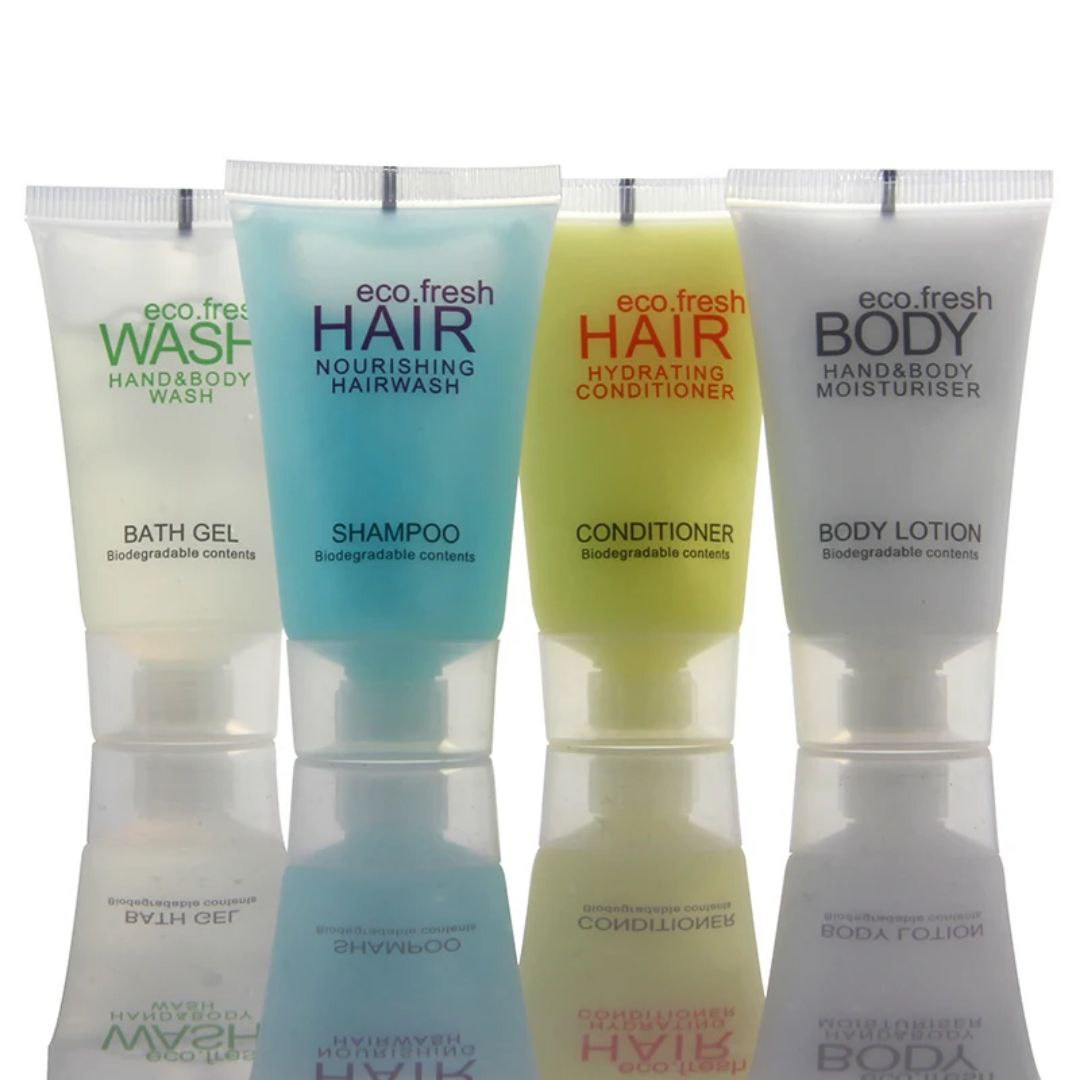 eco.fres
WASH
HAND&BODY
WASH
BATH GEL
Biodegradable contents
eco.fresh
HAIR
NOURISHING
HAIRWASH
SHAMPOO
Biodegradable contents
eco.fresh
HAIR
HYDRATING
CONDITIONER
CONDITIONER
Biodegradable contents
eco.fresh
BODY
HAND&BODY
MOISTURISER
BODY LOTION
Biodegradable contents